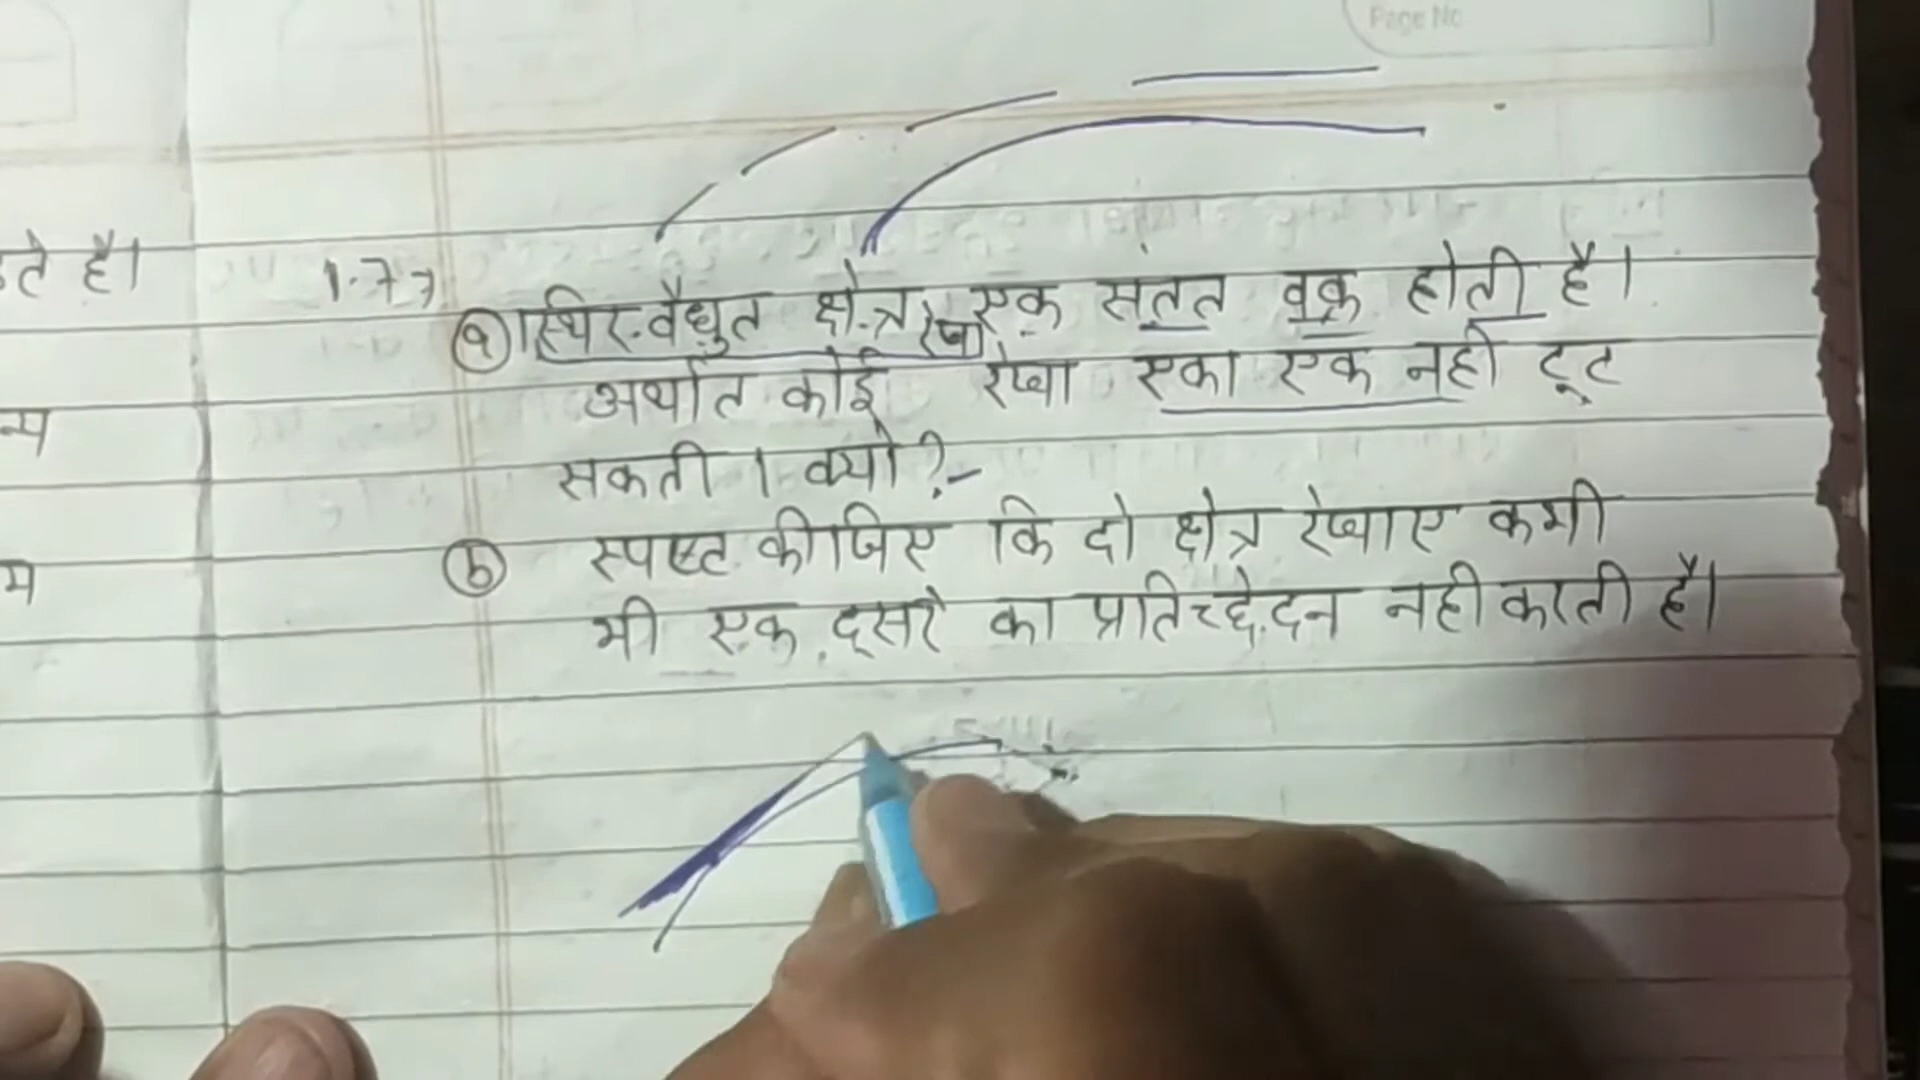 Page No
टते है।
1.7→
ⓐ स्थिर-वैधुत क्षेत्र रेखा एक संतत वक्र होती है।
अर्थात कोई रेखा एका एक नही टूट
सकती । क्यो ?-
न्य
ⓑ स्पष्ट कीजिए कि दो क्षेत्र रेखाए कभी
म
भी एक दूसरे का प्रतिच्छेदन नही करती है।